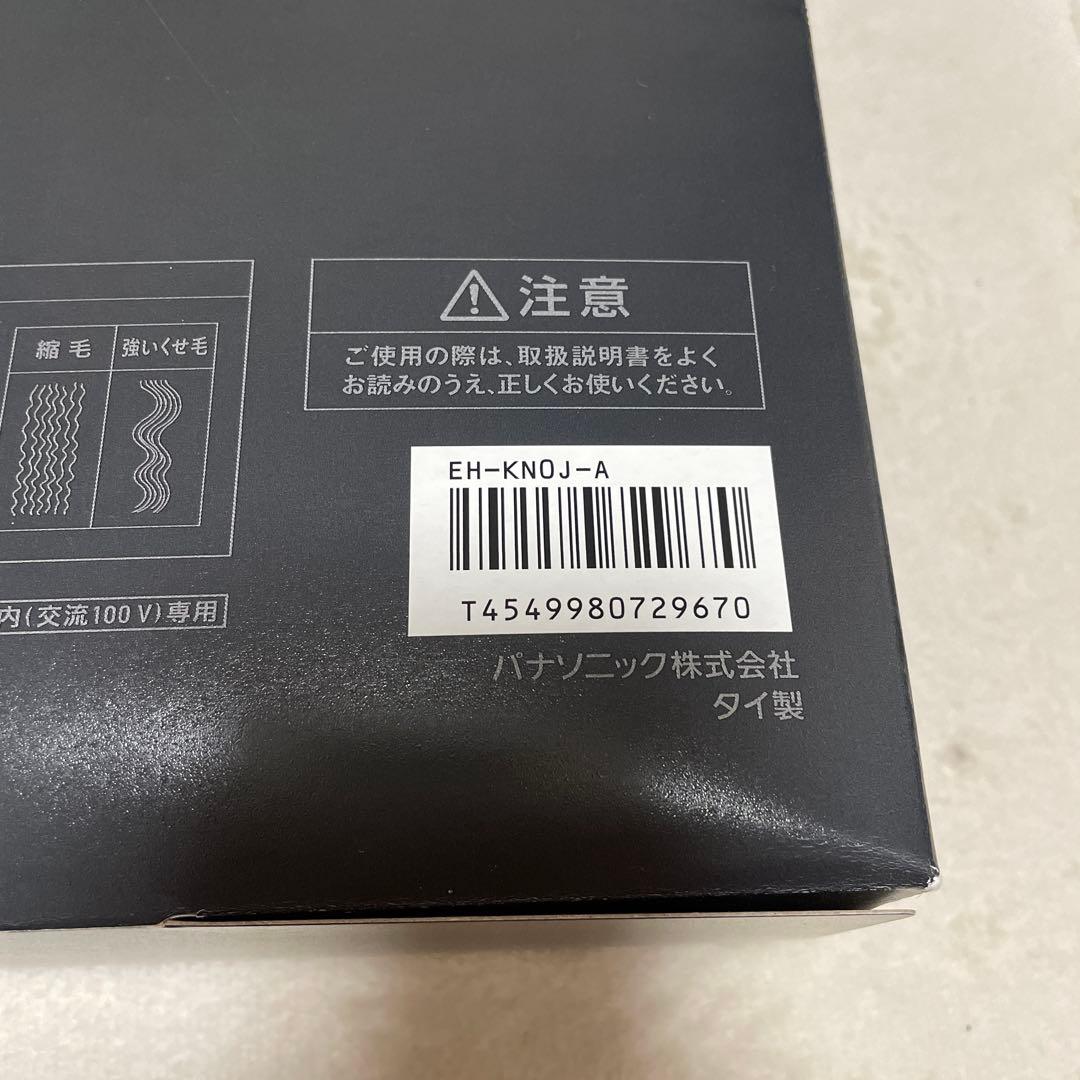 注意
ご使用の際は、取扱説明書をよく
お読みのうえ、正しくお使いください。
縮毛
強いくせ毛
EH-KN0J-A
T4549980729670
内(交流100V)専用
パナソニック株式会社
タイ製